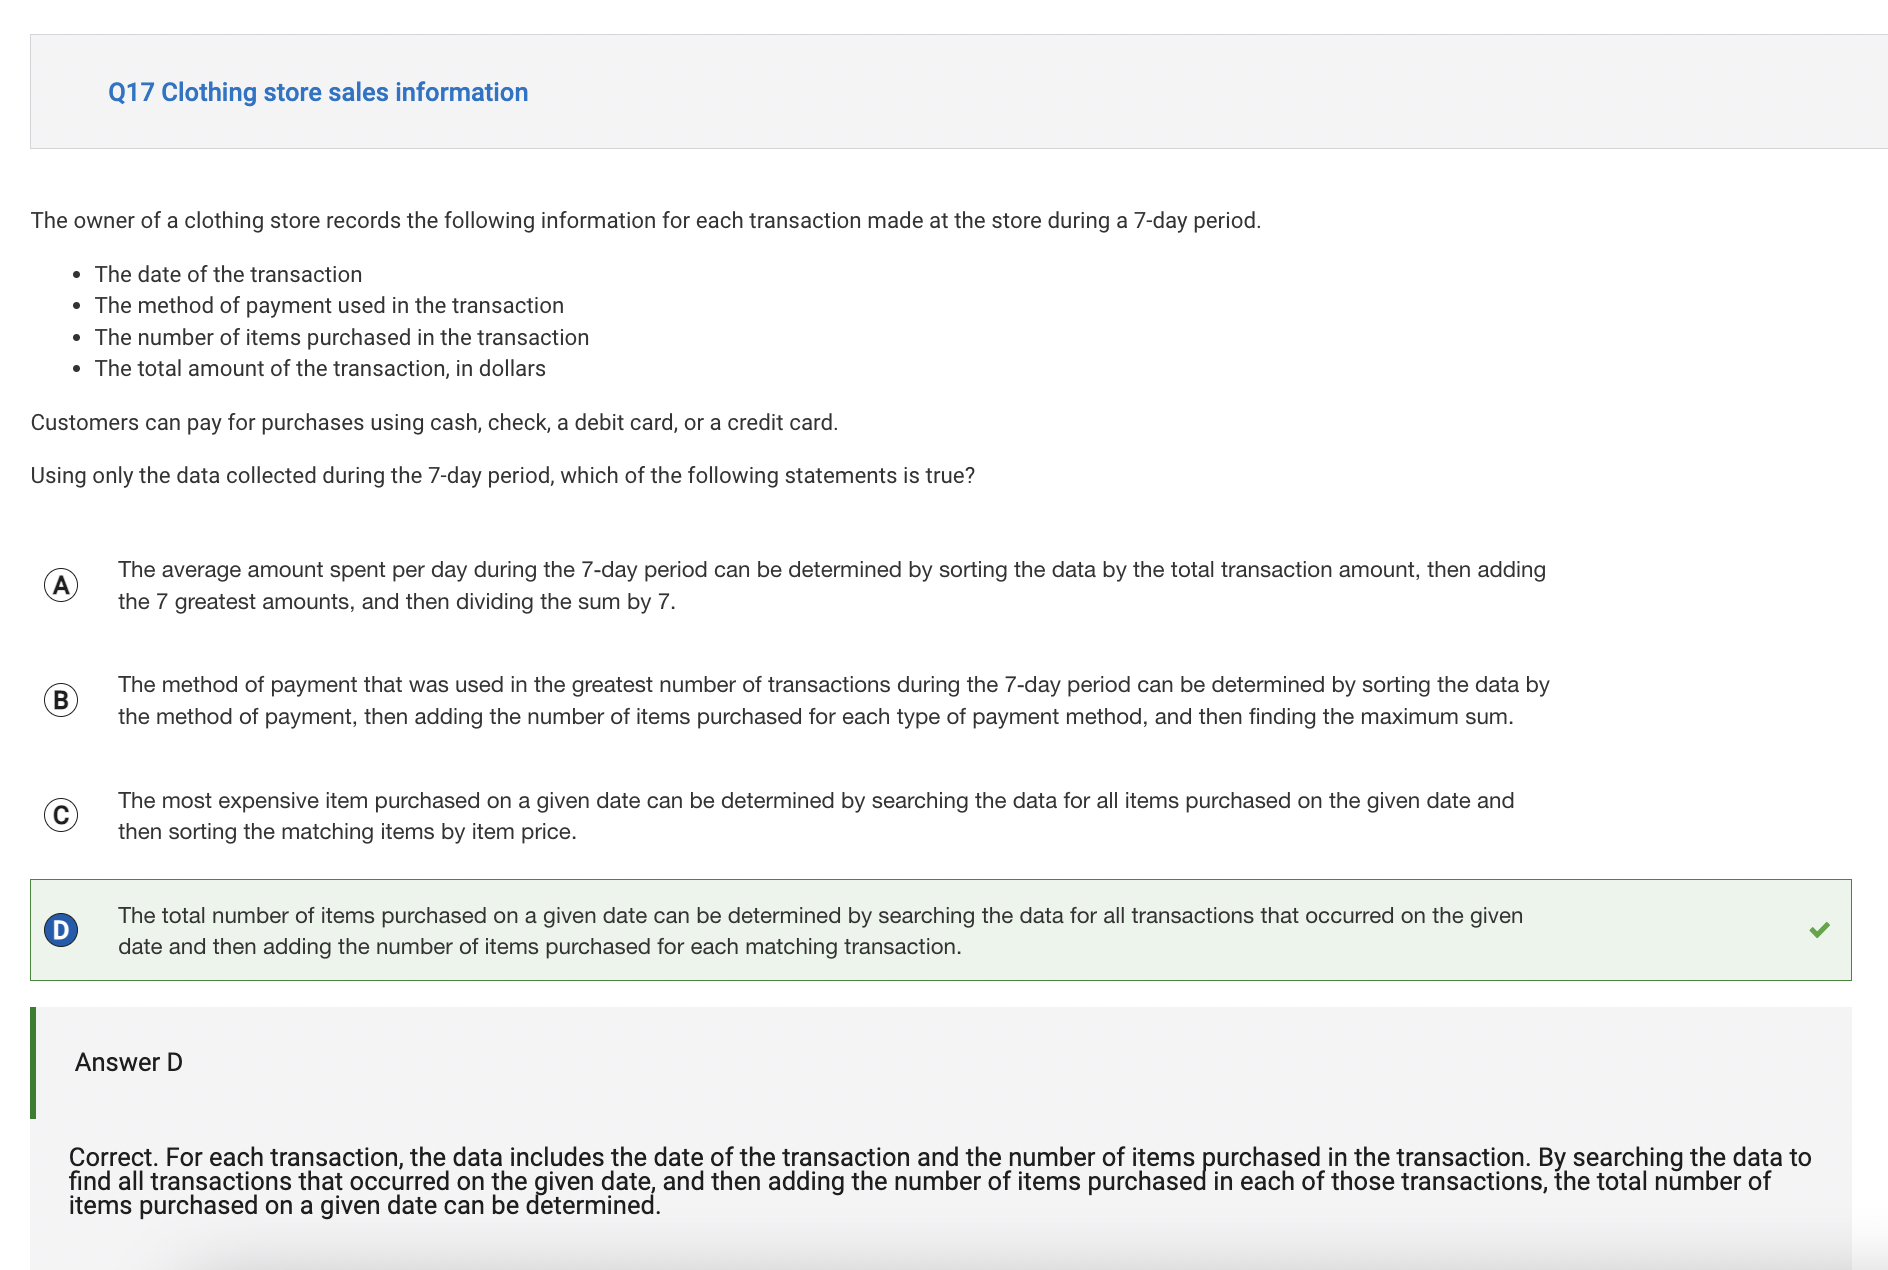 Q17 Clothing store sales information
The owner of a clothing store records the following information for each transaction made at the store during a 7-day period.
• The date of the transaction
• The method of payment used in the transaction
• The number of items purchased in the transaction
• The total amount of the transaction, in dollars
Customers can pay for purchases using cash, check, a debit card, or a credit card.
Using only the data collected during the 7-day period, which of the following statements is true?
A The average amount spent per day during the 7-day period can be determined by sorting the data by the total transaction amount, then adding
the 7 greatest amounts, and then dividing the sum by 7.
B The method of payment that was used in the greatest number of transactions during the 7-day period can be determined by sorting the data by
the method of payment, then adding the number of items purchased for each type of payment method, and then finding the maximum sum.
C The most expensive item purchased on a given date can be determined by searching the data for all items purchased on the given date and
then sorting the matching items by item price.
D The total number of items purchased on a given date can be determined by searching the data for all transactions that occurred on the given
date and then adding the number of items purchased for each matching transaction.
Answer D
Correct. For each transaction, the data includes the date of the transaction and the number of items purchased in the transaction. By searching the data to
find all transactions that occurred on the given date, and then adding the number of items purchased in each of those transactions, the total number of
items purchased on a given date can be determined.